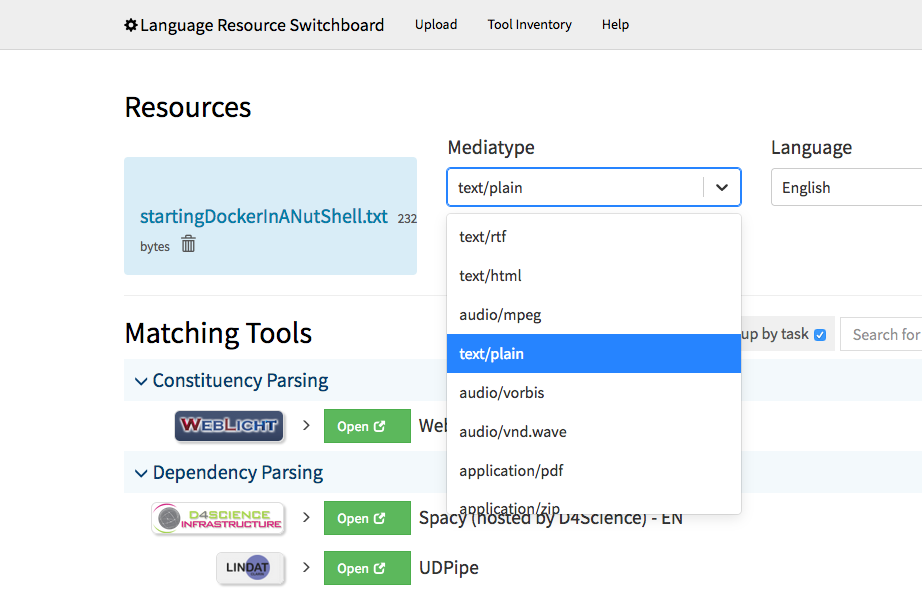 Language Resource Switchboard Upload Tool Inventory Help
Resources
Mediatype
Language
text/plain
English
startingDockerInANutShell.txt 232
bytes
text/rtf
text/html
audio/mpeg
text/plain
audio/vorbis
audio/vnd.wave
application/pdf
application/zip
Matching Tools
up by task
Search for
Constituency Parsing
WEBLICHT
Open
Dependency Parsing
D4SCIENCE
INFRASTRUCTURE
Open
Spacy (hosted by D4Science) - EN
LINDAT
Open
UDPipe